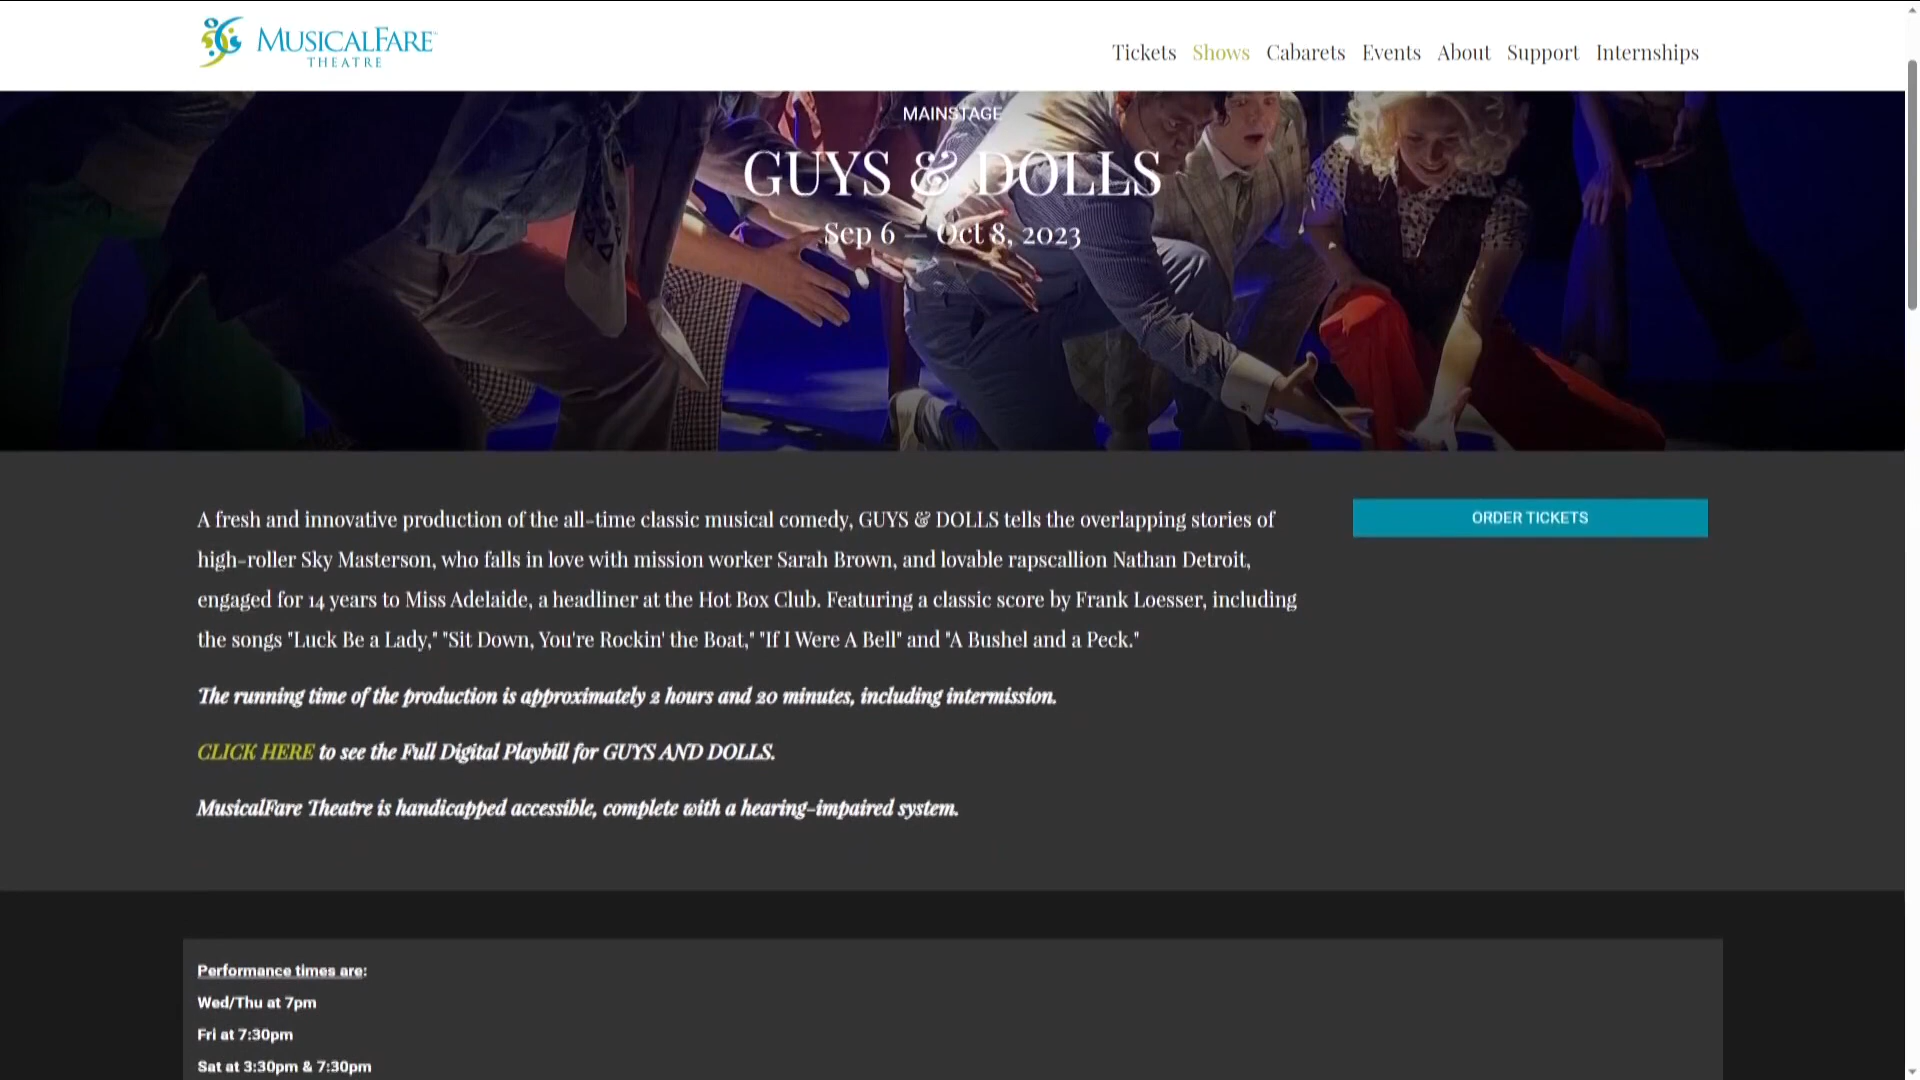 MUSICALFARE
THEATRE
Tickets Shows Cabarets Events About Support Internships
MAINSTAGE
GUYS & DOLLS
Sep 6 — Oct 8, 2023
A fresh and innovative production of the all-time classic musical comedy, GUYS & DOLLS tells the overlapping stories of
high-roller Sky Masterson, who falls in love with mission worker Sarah Brown, and lovable rapscallion Nathan Detroit,
engaged for 14 years to Miss Adelaide, a headliner at the Hot Box Club. Featuring a classic score by Frank Loesser, including
the songs "Luck Be a Lady," "Sit Down, You're Rockin' the Boat," "If I Were A Bell" and "A Bushel and a Peck."
ORDER TICKETS
The running time of the production is approximately 2 hours and 20 minutes, including intermission.
CLICK HERE to see the Full Digital Playbill for GUYS AND DOLLS.
MusicalFare Theatre is handicapped accessible, complete with a hearing-impaired system.
Performance times are:
Wed/Thu at 7pm
Fri at 7:30pm
Sat at 3:30pm & 7:30pm